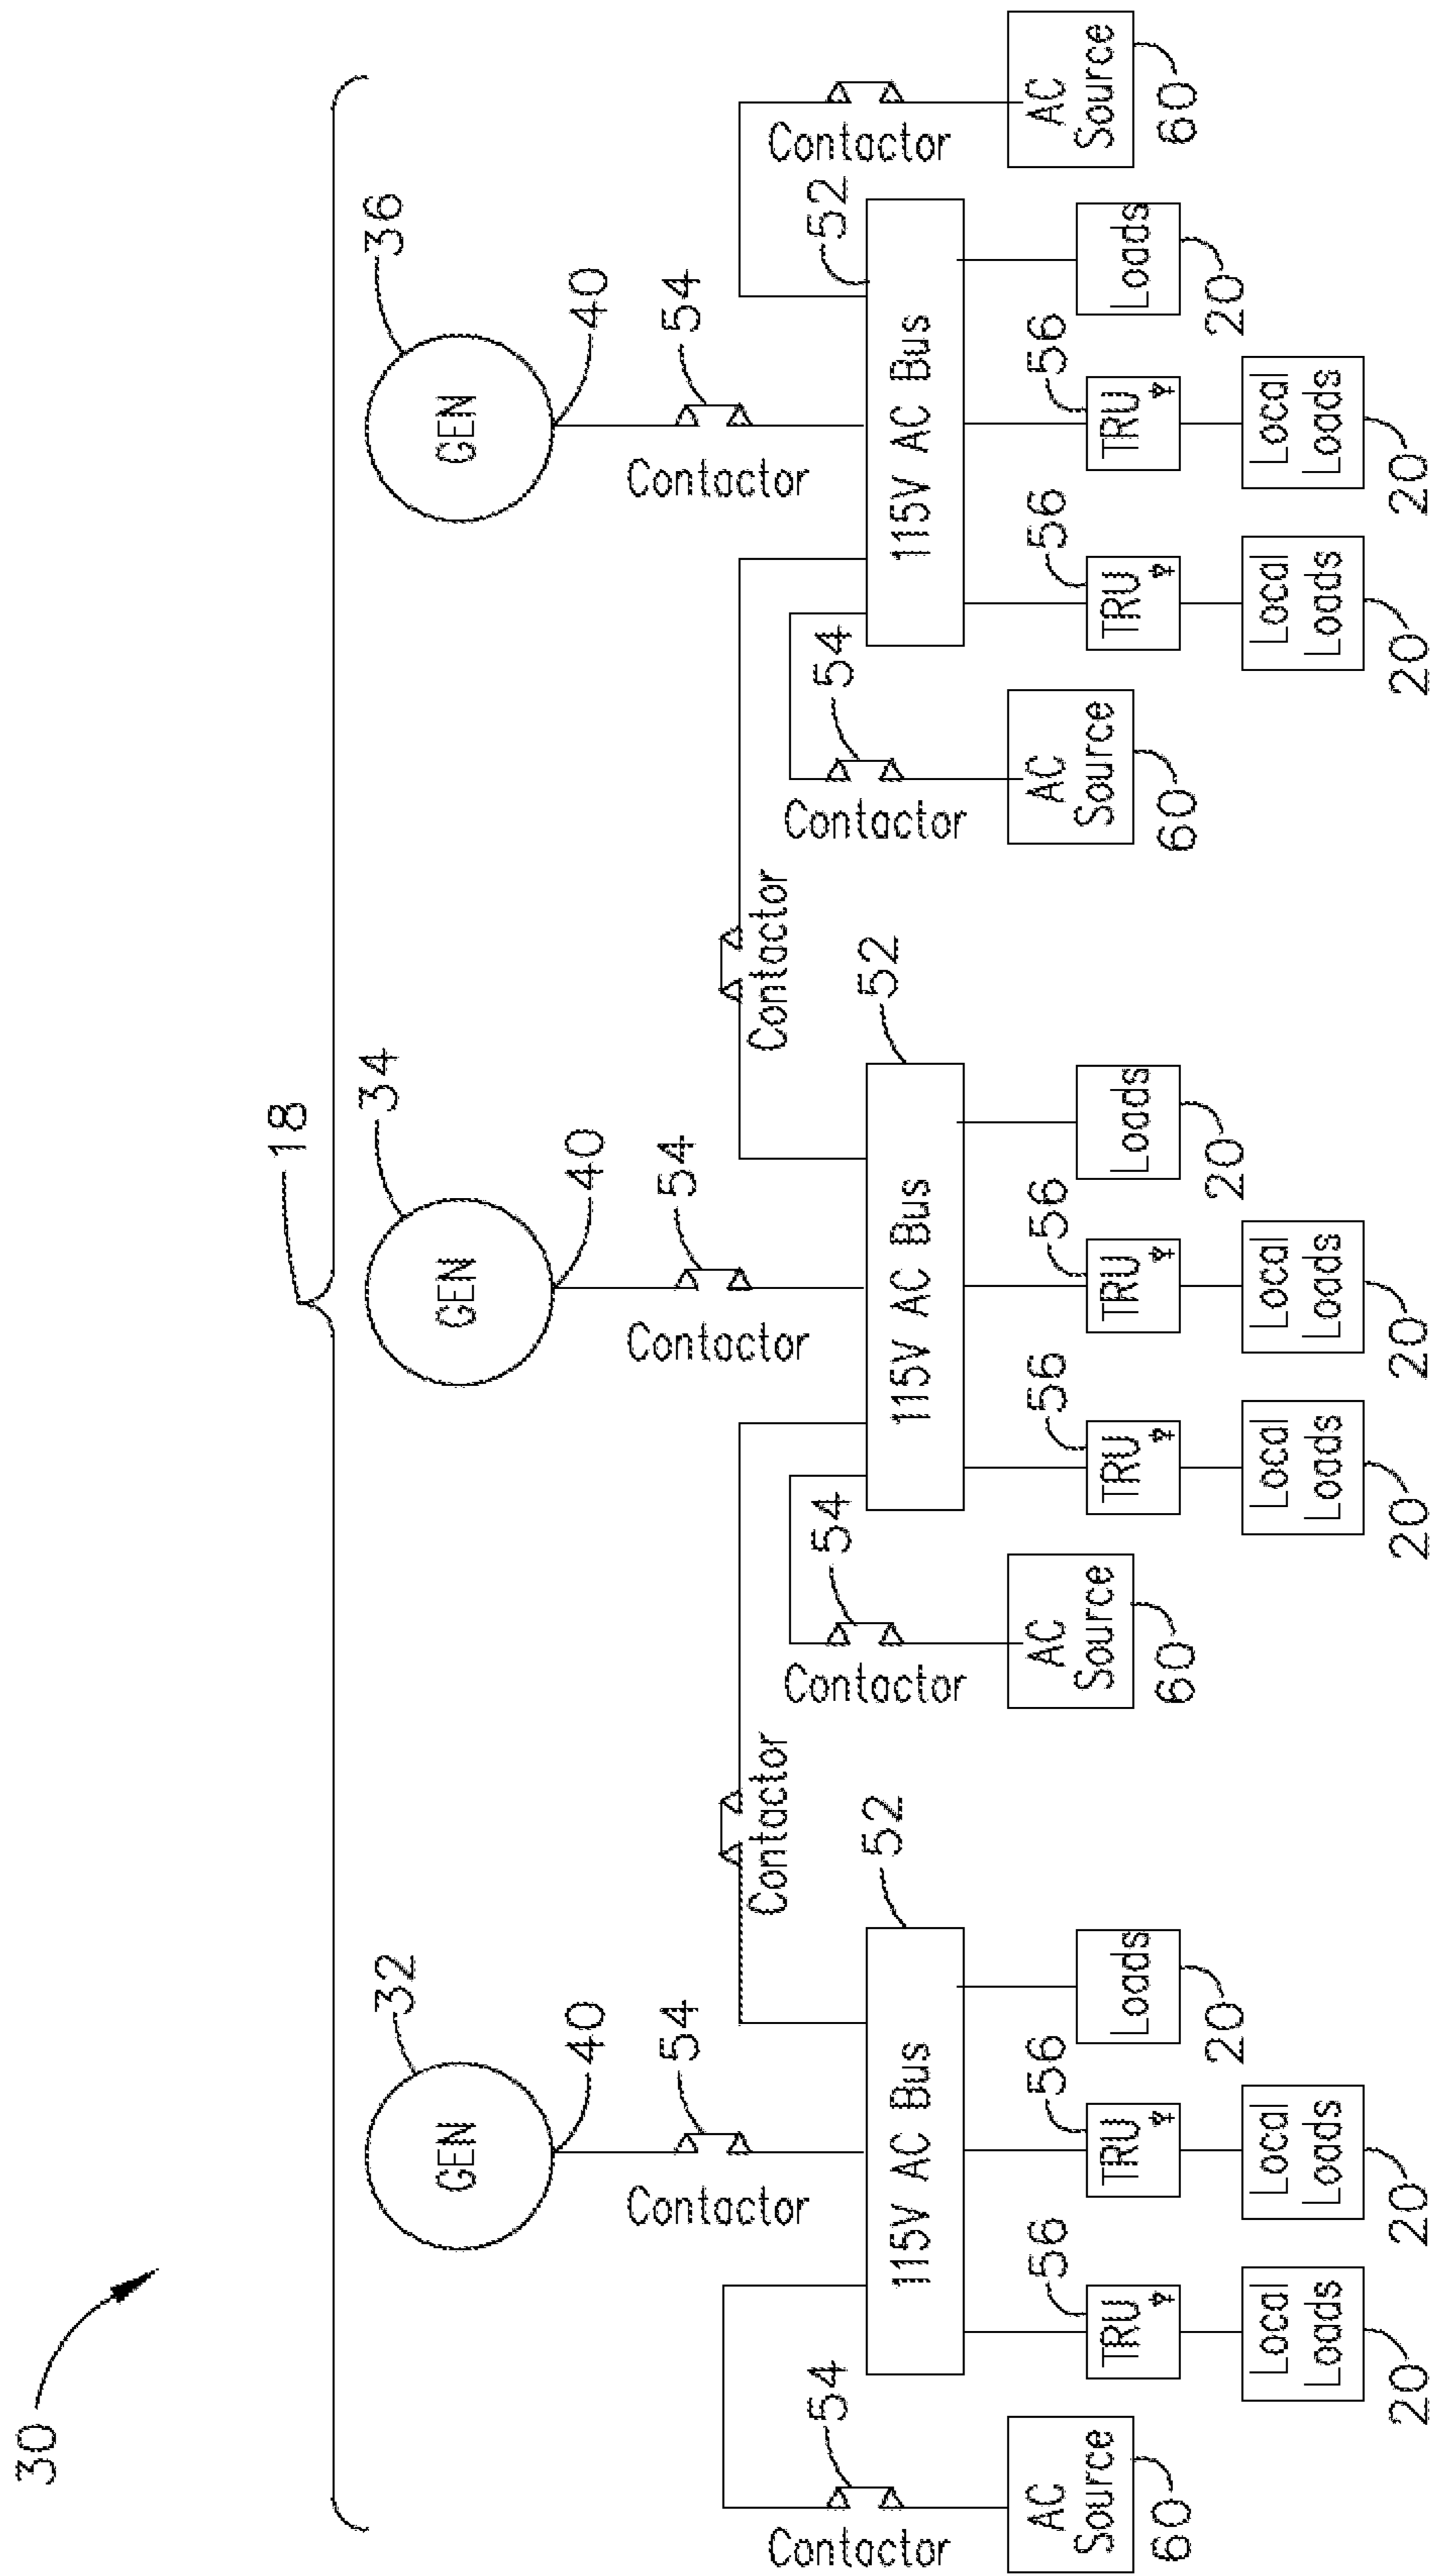 30
18
32
34
36
GEN
GEN
GEN
40
40
40
54
54
54
Contactor
Contactor
Contactor
Contactor
Contactor
54
Contactor
52
Contactor
54
Contactor
52
54
Contactor
52
Contactor
115V AC Bus
115V AC Bus
115V AC Bus
AC
Source
60
56
TRU
56
TRU
Loads
20
AC
Source
60
56
TRU
56
TRU
Loads
20
AC
Source
60
56
TRU
56
TRU
Loads
20
AC
Source
60
Local
Loads
20
Local
Loads
20
Local
Loads
20
Local
Loads
20
Local
Loads
20
Local
Loads
20